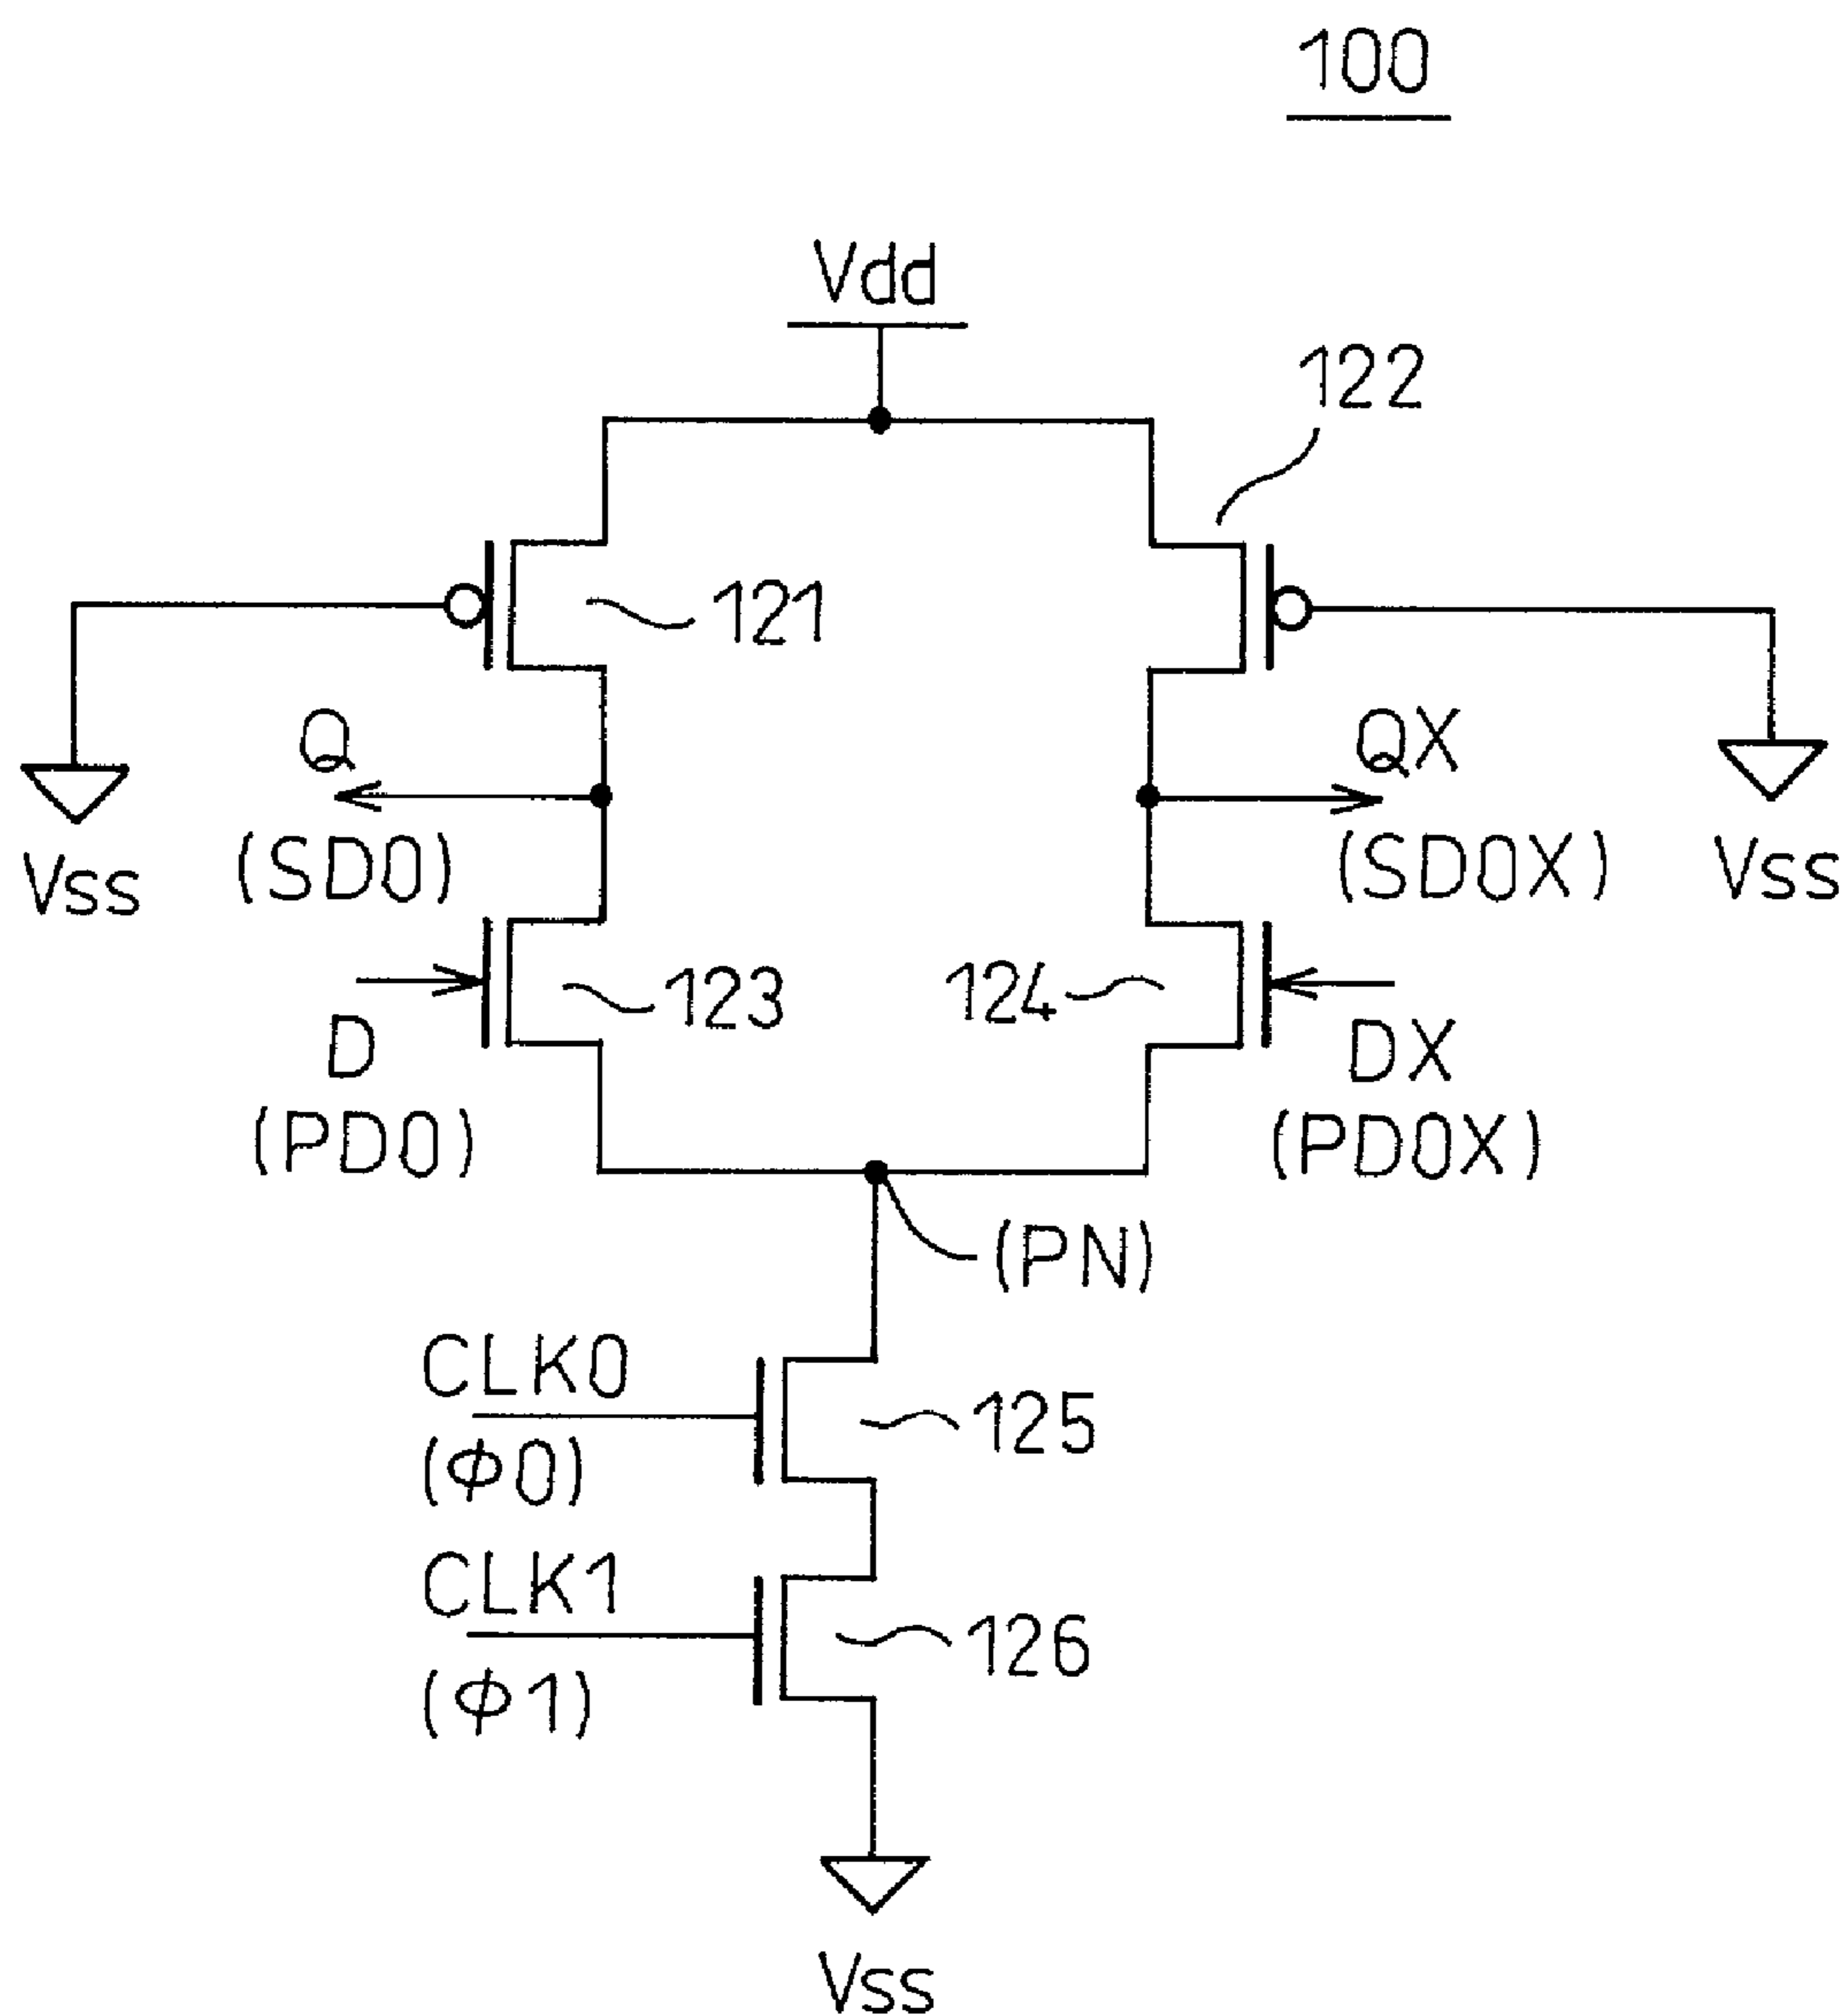 100
Vdd
122
121
Q
(SD0)
QX
(SD0X)
Vss
Vss
123
124
D
(PD0)
DX
(PD0X)
(PN)
CLK0
(ϕ0)
125
CLK1
(ϕ1)
126
Vss